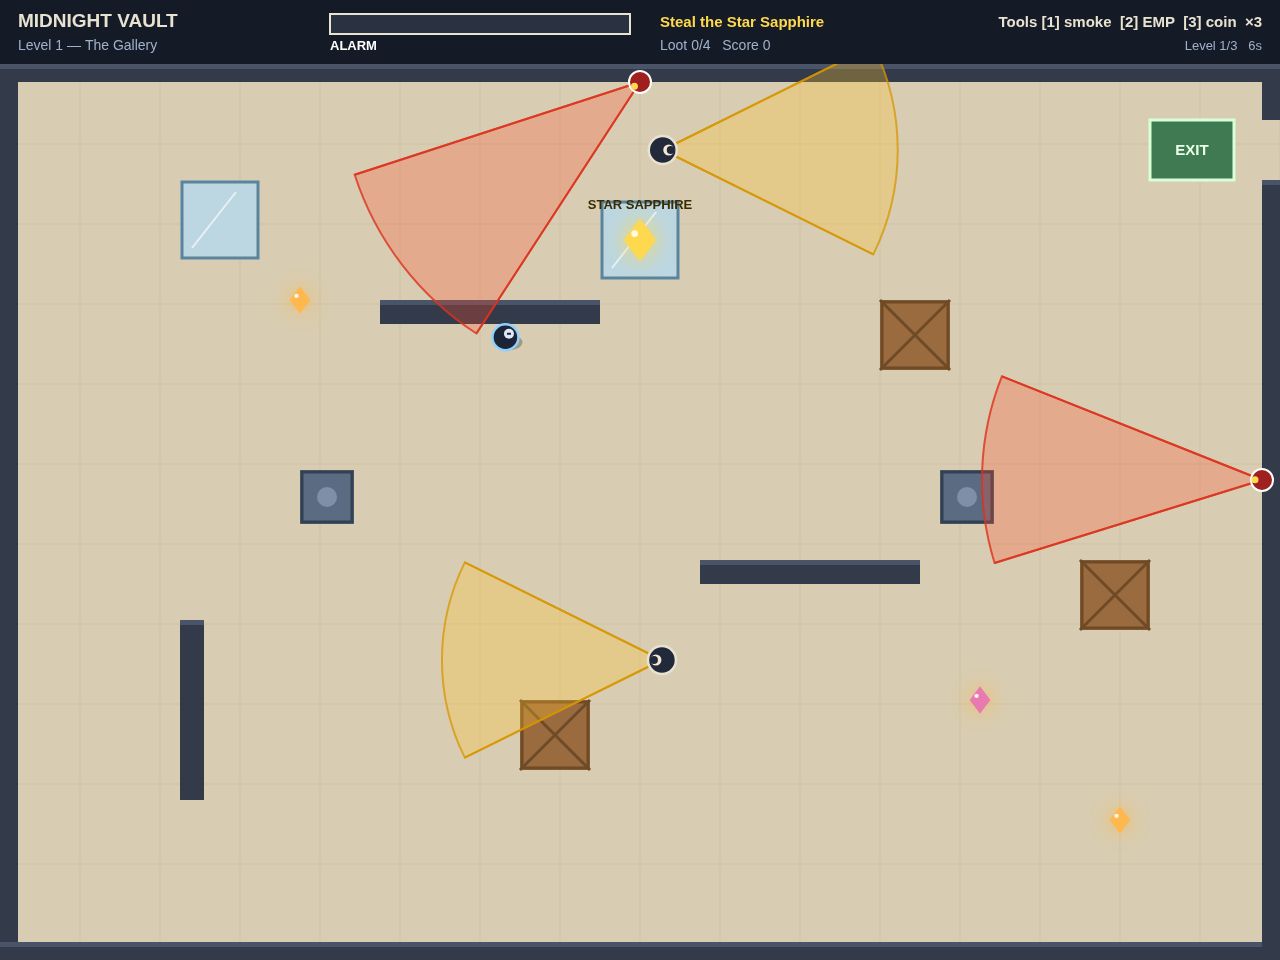 MIDNIGHT VAULT
Level 1 — The Gallery
ALARM
Steal the Star Sapphire
Loot 0/4 Score 0
Tools [1] smoke [2] EMP [3] coin ×3
Level 1/3 6s
EXIT
STAR SAPPHIRE